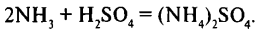 2NH₃ + H₂SO₄ = (NH₄)₂SO₄.